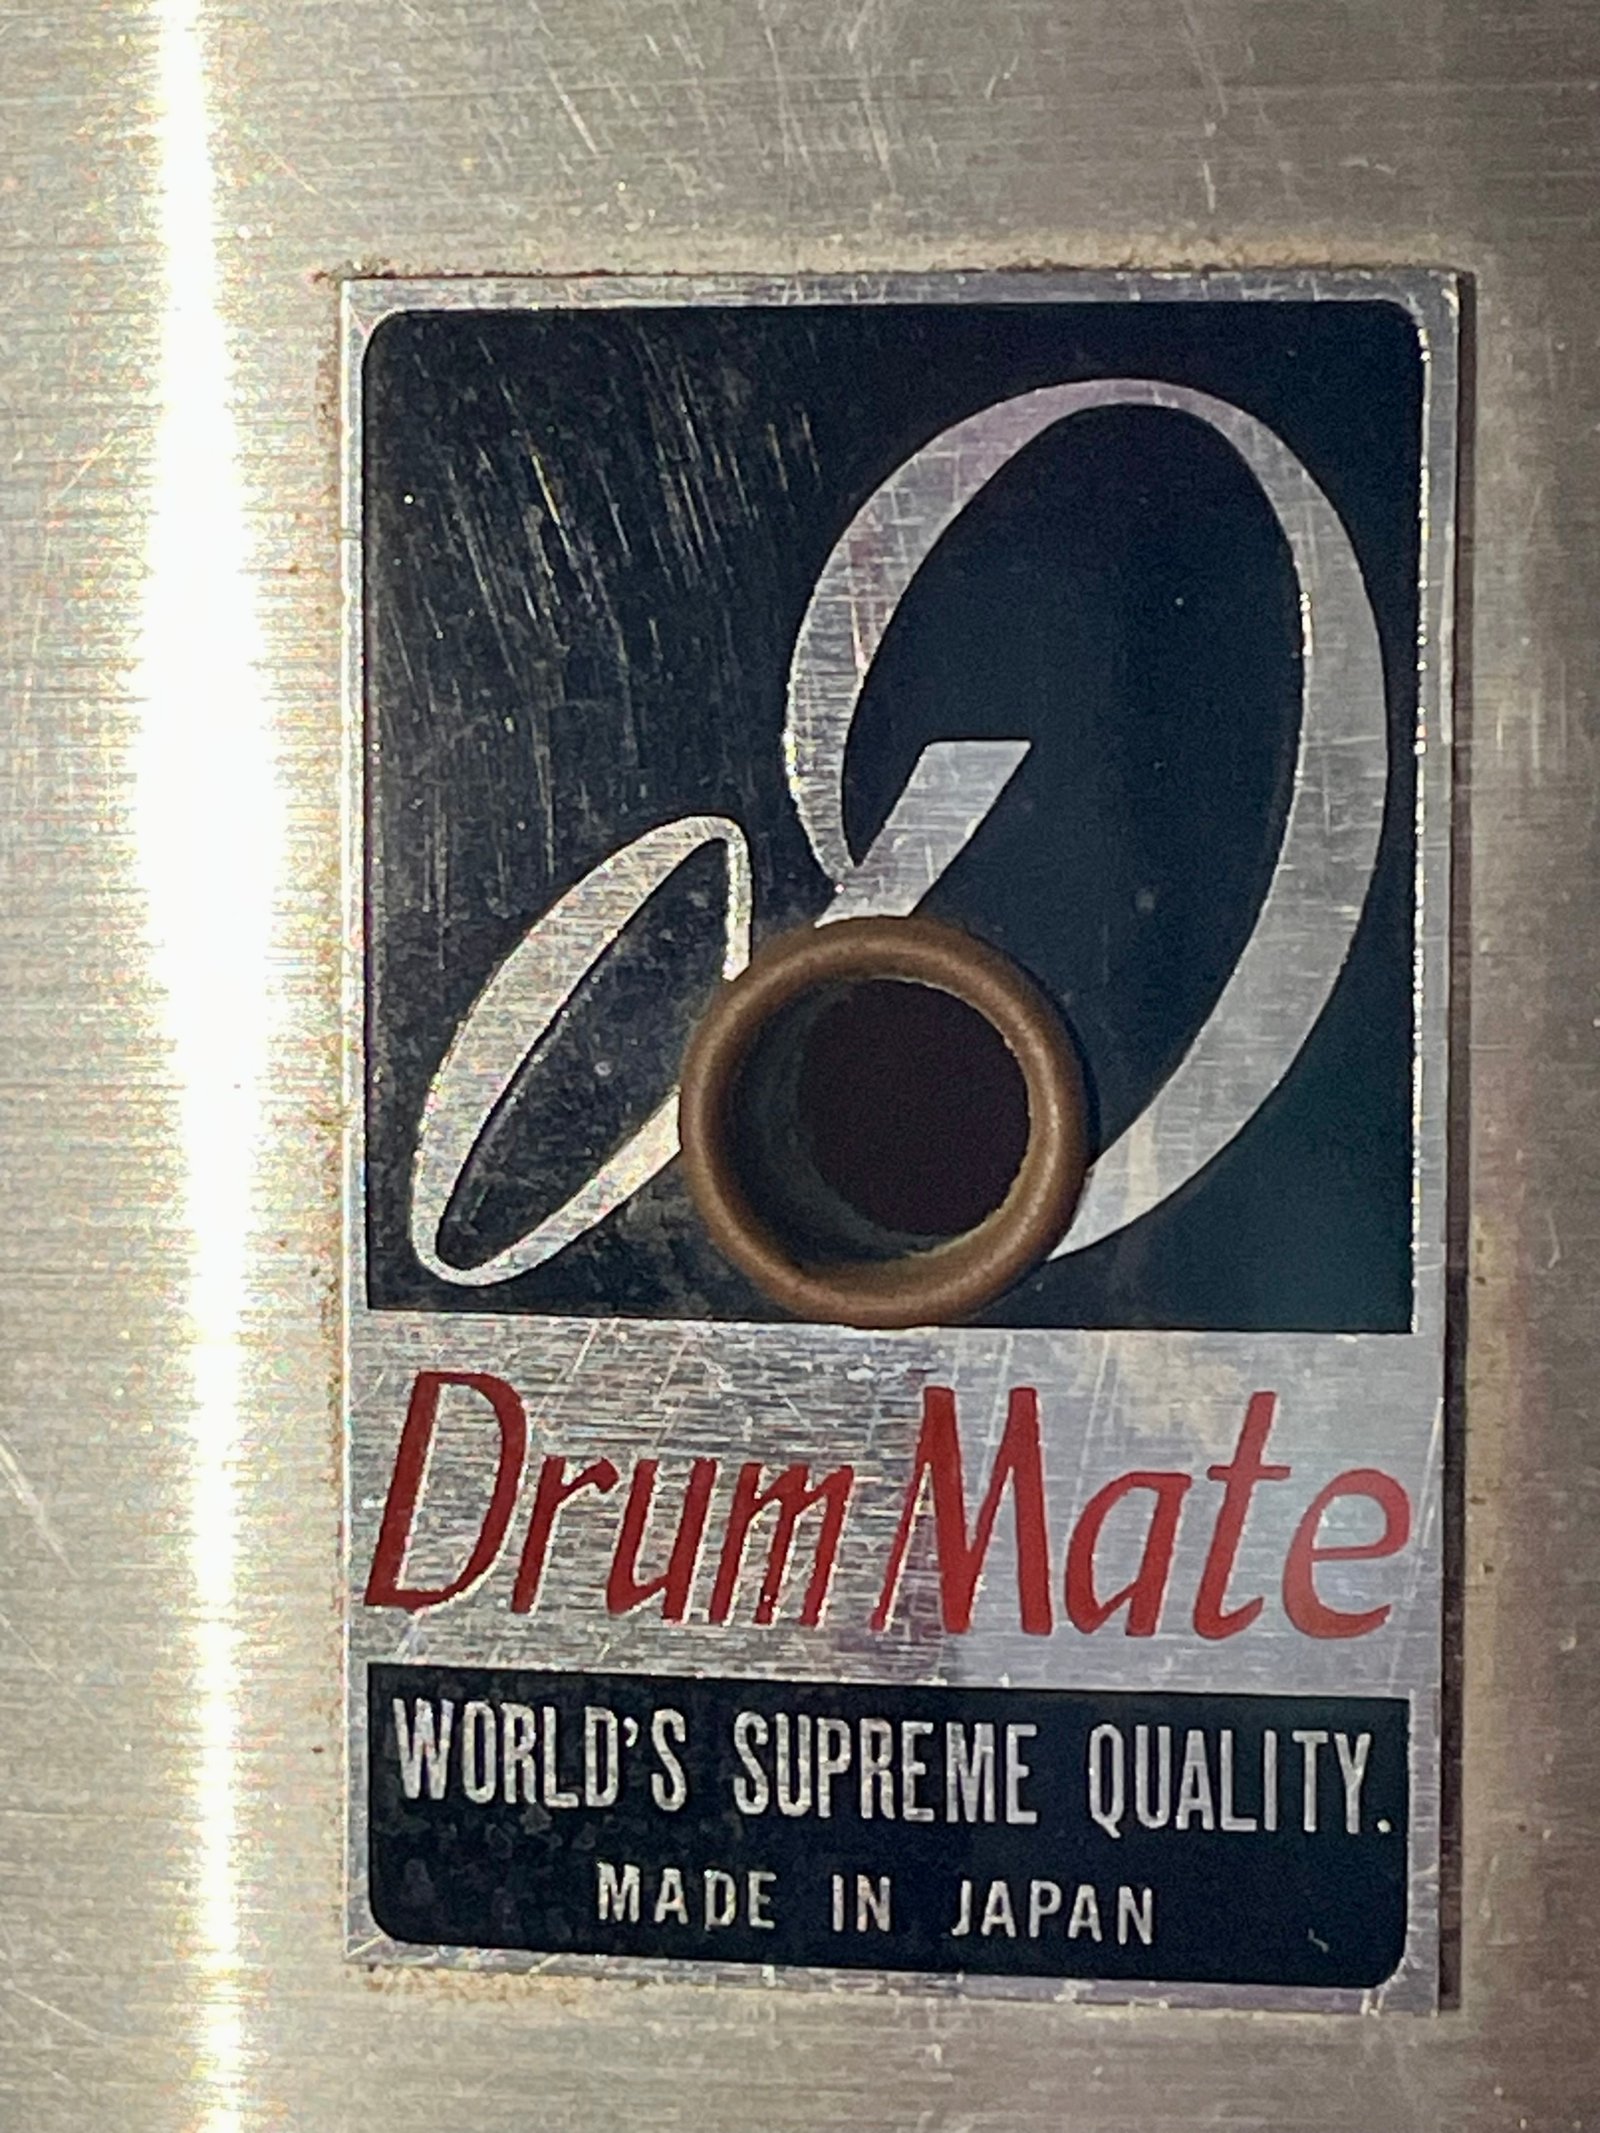 Drum Mate
WORLD'S SUPREME QUALITY.
MADE IN JAPAN